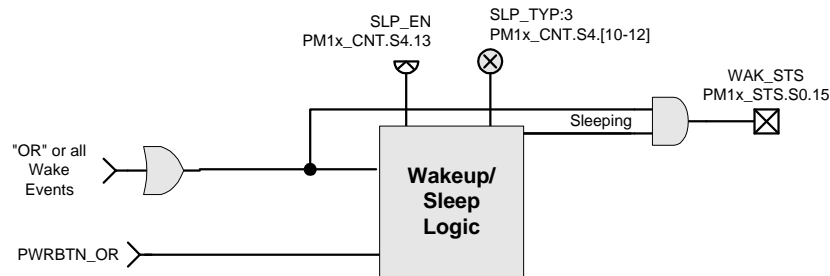 SLP_EN
PM1x_CNT.S4.13
SLP_TYP:3
PM1x_CNT.S4.[10-12]
WAK_STS
PM1x_STS.S0.15
Sleeping
"OR" or all
Wake
Events
Wakeup/
Sleep
Logic
PWRBTN_OR